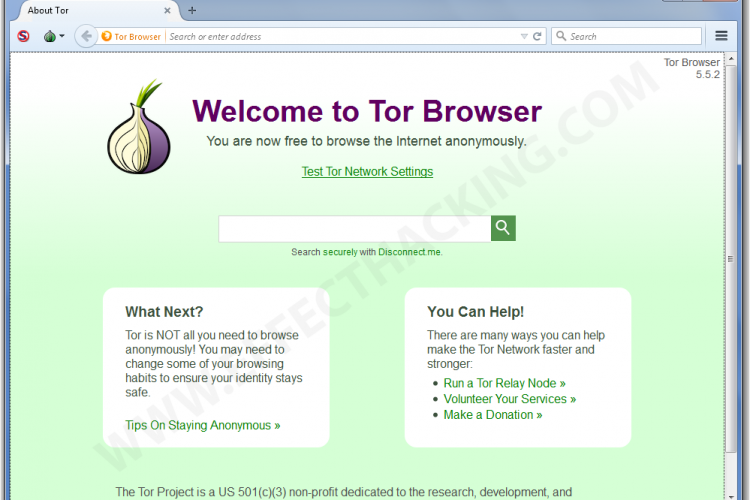 About Tor
Tor Browser
Search or enter address
Search
Tor Browser
5.5.2
Welcome to Tor Browser
You are now free to browse the Internet anonymously.
Test Tor Network Settings
Search securely with Disconnect.me.
What Next?
Tor is NOT all you need to browse
anonymously! You may need to
change some of your browsing
habits to ensure your identity stays
safe.
Tips On Staying Anonymous »
You Can Help!
There are many ways you can help
make the Tor Network faster and
stronger:
Run a Tor Relay Node »
Volunteer Your Services »
Make a Donation »
The Tor Project is a US 501(c)(3) non-profit dedicated to the research, development, and